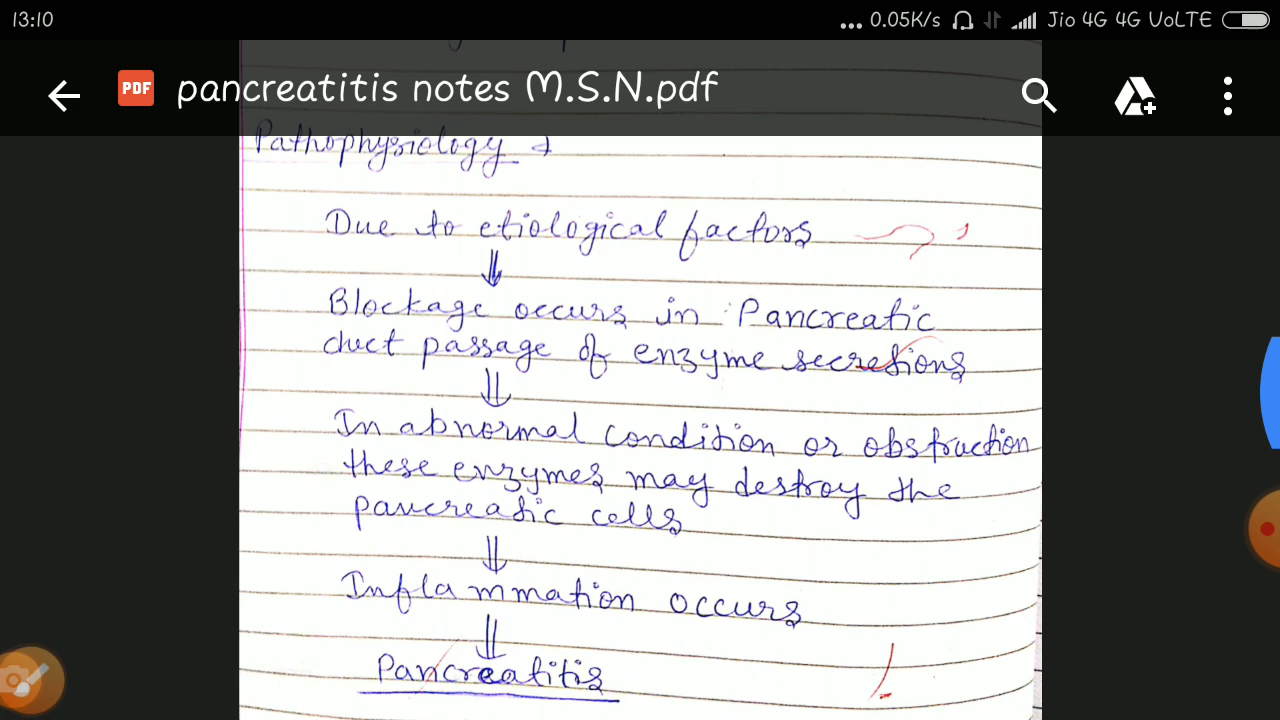 13:10
... 0.05K/s Jio 4G 4G VoLTE
pancreatitis notes M.S.N.pdf
PDF
Pathophysiology →
Due to etiological factors
⇓
Blockage occurs in Pancreatic
duct passage of enzyme secretions
⇓
In abnormal condition or obstruction
these enzymes may destroy the
pancreatic cells
⇓
Inflammation occurs
⇓
Pancreatitis